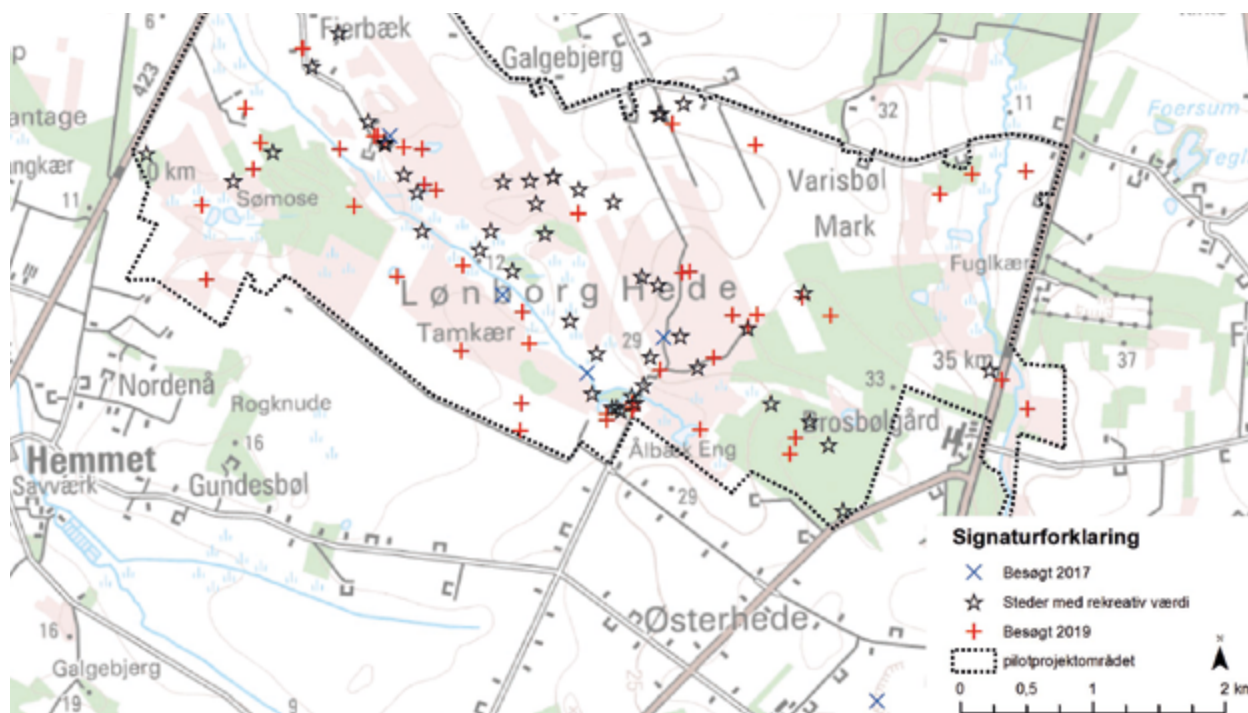 6
Fjerbæk
Galgebjerg
423
32
11
Foersum
Tegl
antage
ngkær
0 km
11
Sømose
Varisbøl
Mark
Fuglkær
12
Lønborg Hede
Tamkær
29
35 km
37
F
Nordenå
Rogknude
33
Brosbølgård
16
Hemmet
Savværk
Gundesbøl
Ålbæk Eng
29
Østerhede
16
Galgebjerg
19
9
25
Signaturforklaring
Besøgt 2017
Steder med rekreativ værdi
Besøgt 2019
pilotprojektområdet
N
0 0,5 1 2 km